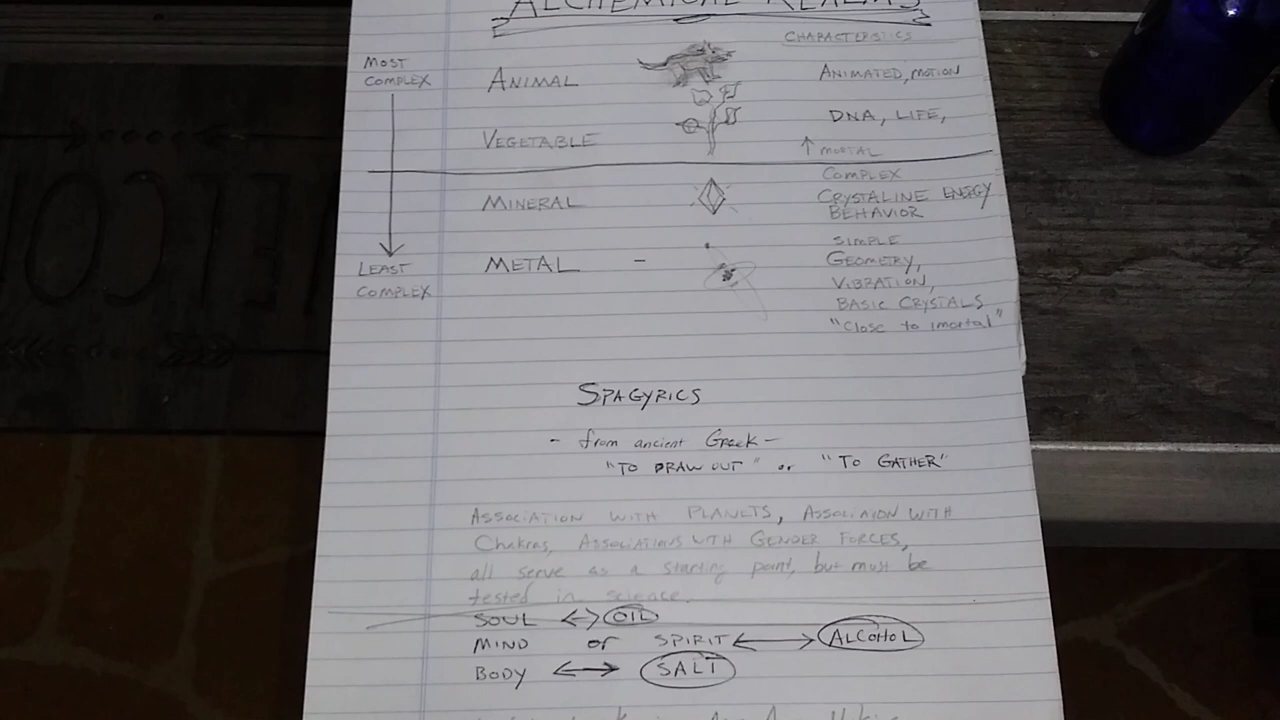 ALCHEMICAL REALMS
CHARACTERISTICS
MOST
COMPLEX
ANIMAL
ANIMATED, MOTION
DNA, LIFE,
VEGETABLE
↑ MORTAL
COMPLEX
MINERAL
CRYSTALINE ENERGY
BEHAVIOR
SIMPLE
LEAST
COMPLEX
METAL –
GEOMETRY,
VIBRATION,
BASIC CRYSTALS
"Close to imortal"
SPAGYRICS
- from ancient Greek -
"TO DRAW OUT" or "TO GATHER"
ASSOCIATION WITH PLANETS, ASSOCIAION WITH
Chakras, ASSOCIATIONS WITH GENDER FORCES,
all serve as a starting point, but must be
tested in science.
SOUL <-> OIL
MIND or SPIRIT <-> ALCOHOL
BODY <-> SALT